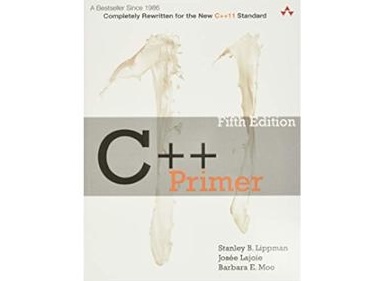 A Bestseller Since 1986
Completely Rewritten for the New C++11 Standard
Fifth Edition
C++
Primer
Stanley B. Lippman
Josée Lajoie
Barbara E. Moo